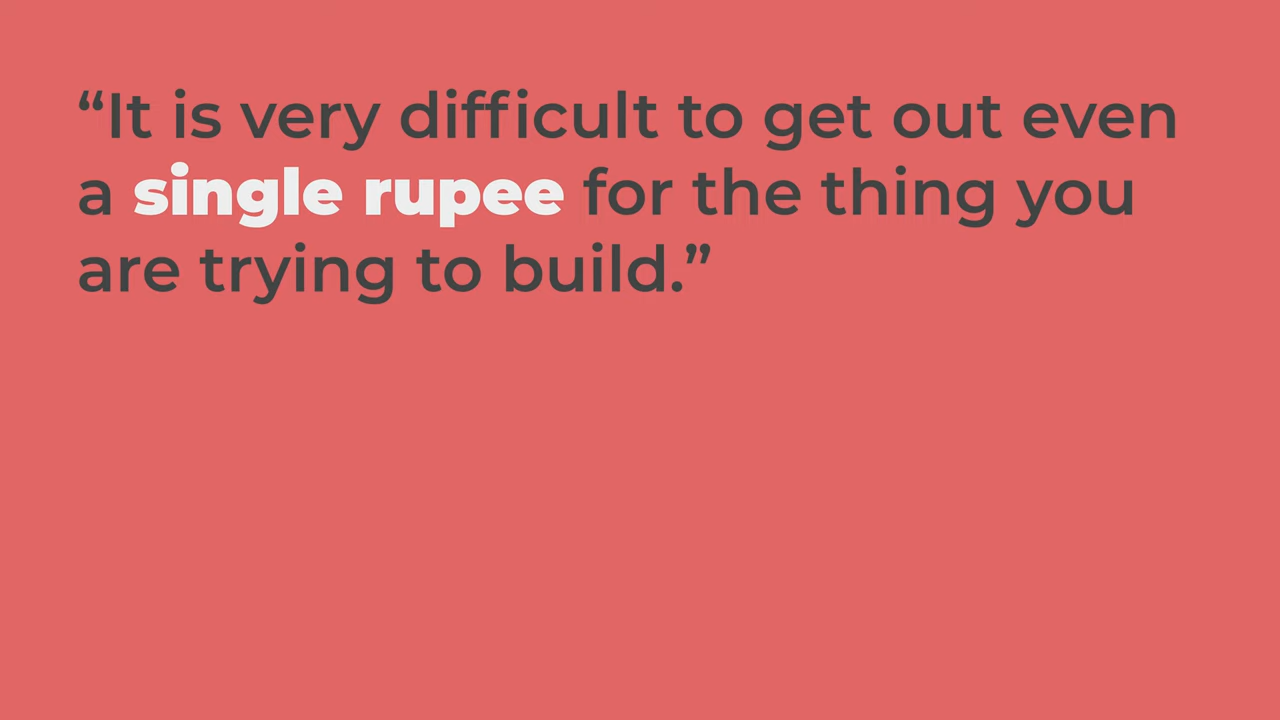 “It is very difficult to get out even
a single rupee for the thing you
are trying to build.”